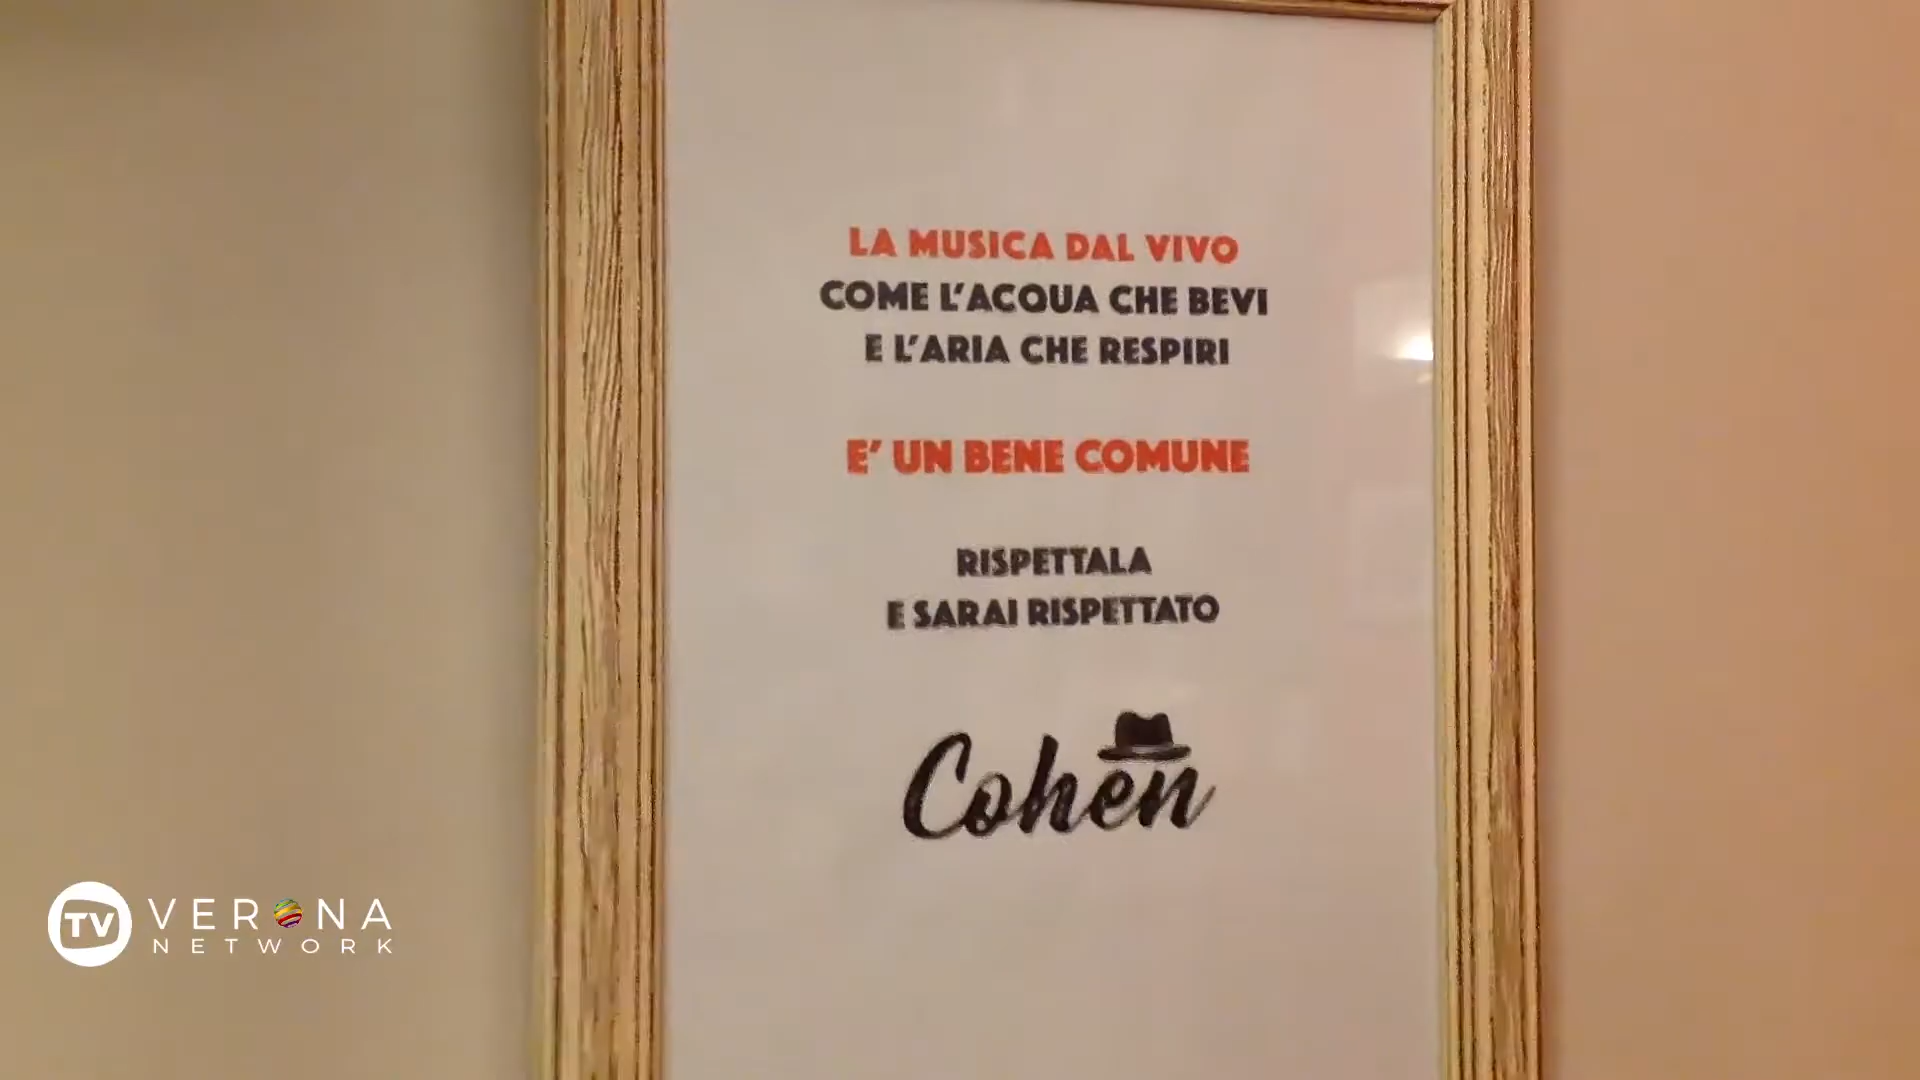 LA MUSICA DAL VIVO
COME L'ACQUA CHE BEVI
E L'ARIA CHE RESPIRI
E' UN BENE COMUNE
RISPETTALA
E SARAI RISPETTATO
Cohen
TV VERONA
NETWORK